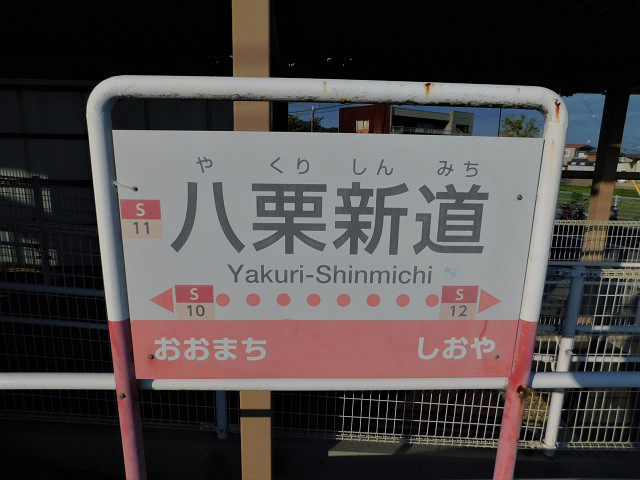 や くり しん みち
S 11
八栗新道
Yakuri-Shinmichi
S 10
S 12
おおまち
しおや